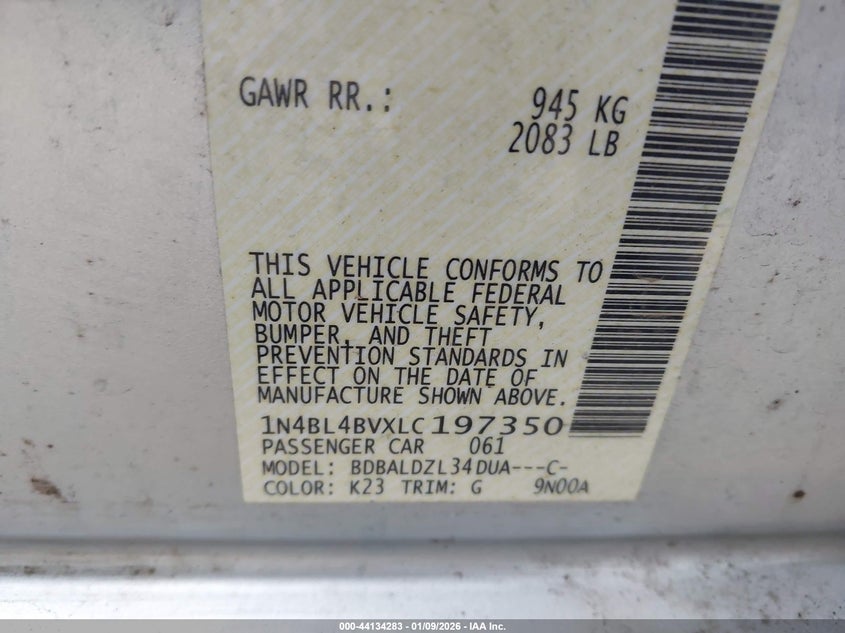 GAWR RR.: 945 KG
2083 LB
THIS VEHICLE CONFORMS TO
ALL APPLICABLE FEDERAL
MOTOR VEHICLE SAFETY,
BUMPER, AND THEFT
PREVENTION STANDARDS IN
EFFECT ON THE DATE OF
MANUFACTURE SHOWN ABOVE.
1N4BL4BVXLC197350
PASSENGER CAR 061
MODEL: BDBALDZL34DUA---C-
COLOR: K23 TRIM: G 9N00A
000-44134283 - 01/09/2026 - IAA Inc.